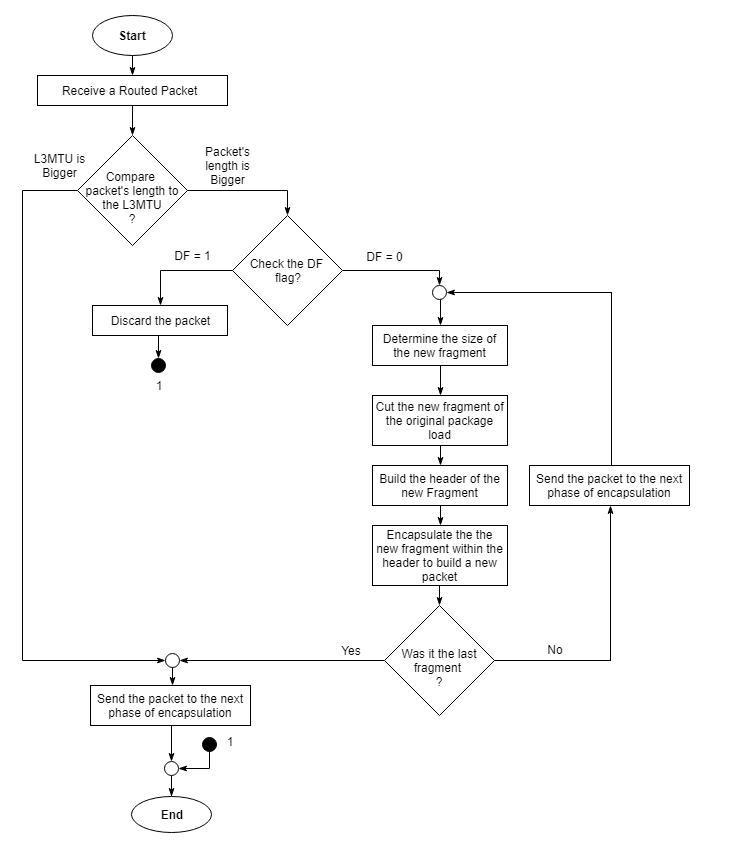 Start
Receive a Routed Packet
L3MTU is
Bigger
Packet's
length is
Bigger
Compare
packet's length to
the L3MTU
?
DF = 1
Check the DF
flag?
DF = 0
Discard the packet
1
Determine the size of
the new fragment
Cut the new fragment of
the original package
load
Build the header of the
new Fragment
Send the packet to the next
phase of encapsulation
Encapsulate the the
new fragment within the
header to build a new
packet
Yes
Was it the last
fragment
?
No
Send the packet to the next
phase of encapsulation
1
End